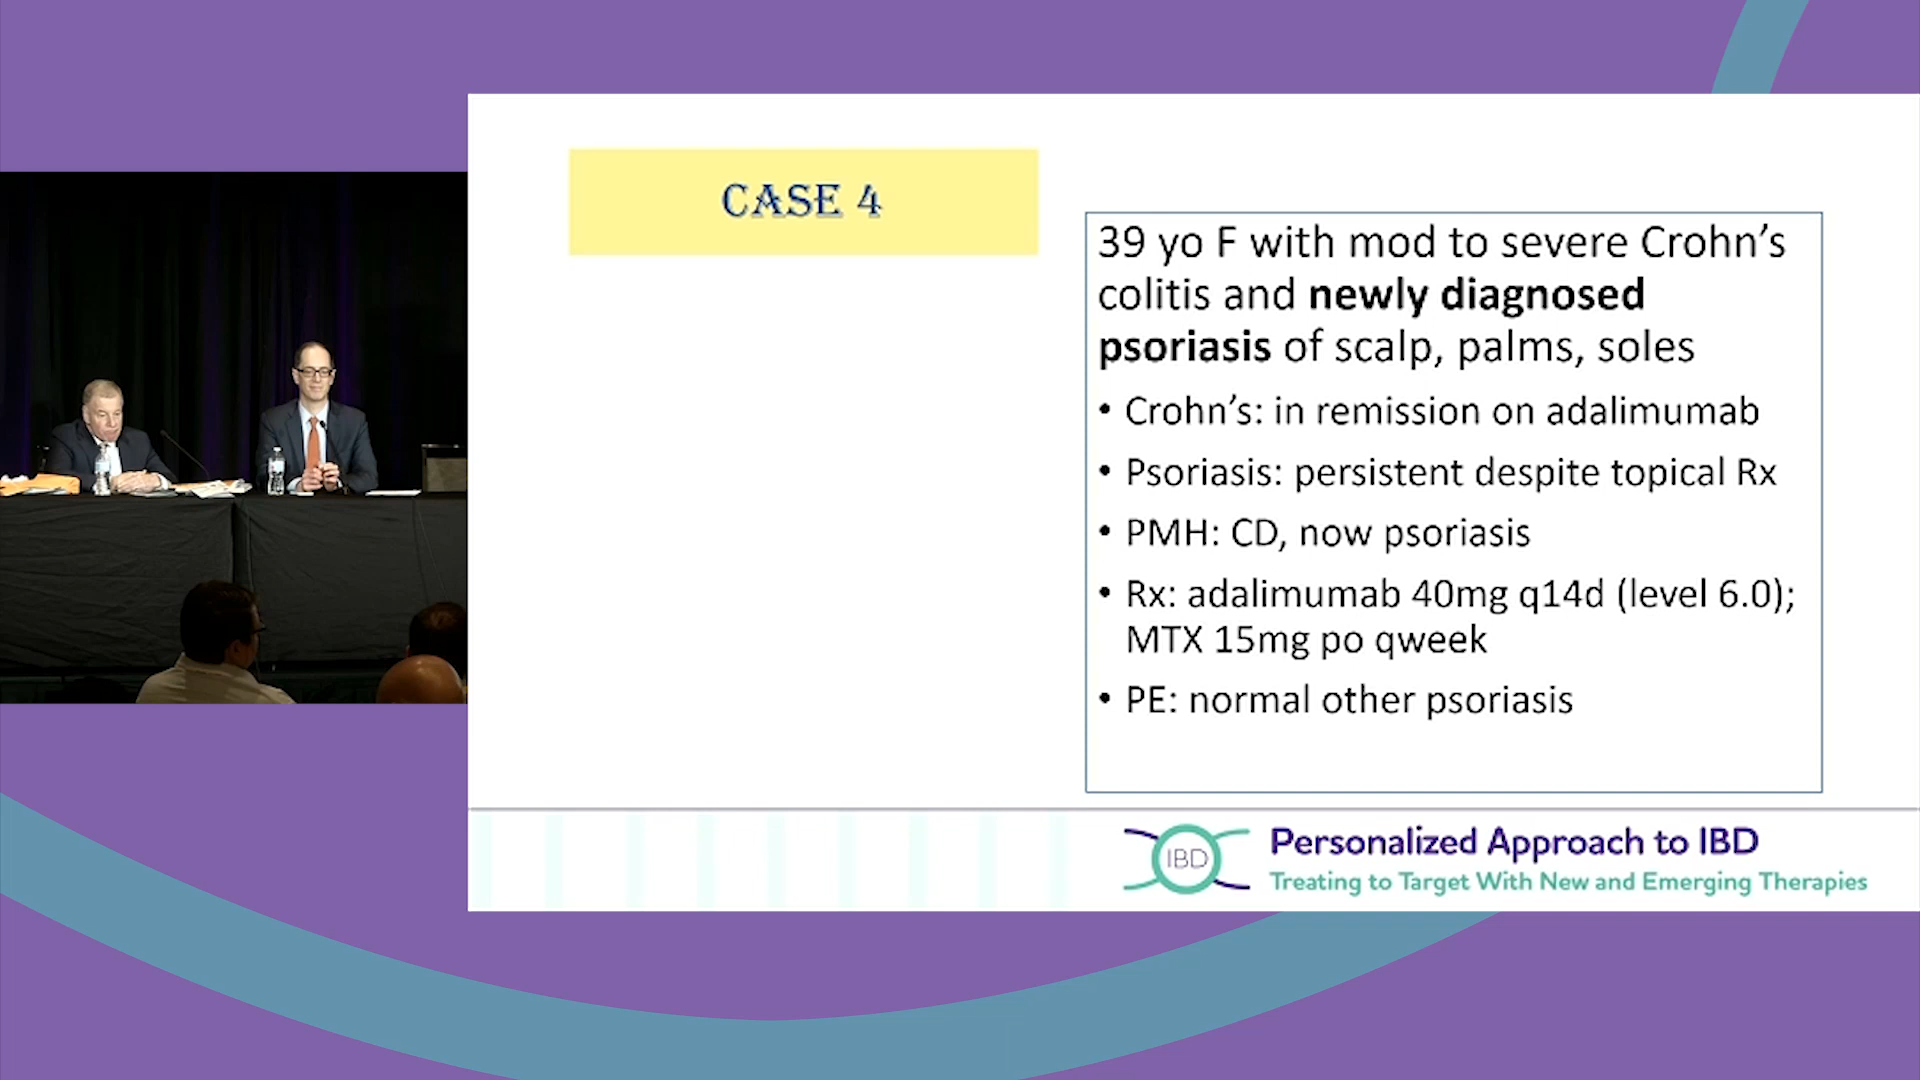 CASE 4
39 yo F with mod to severe Crohn's
colitis and newly diagnosed
psoriasis of scalp, palms, soles
• Crohn's: in remission on adalimumab
• Psoriasis: persistent despite topical Rx
• PMH: CD, now psoriasis
• Rx: adalimumab 40mg q14d (level 6.0);
MTX 15mg po qweek
• PE: normal other psoriasis
IBD
Personalized Approach to IBD
Treating to Target With New and Emerging Therapies